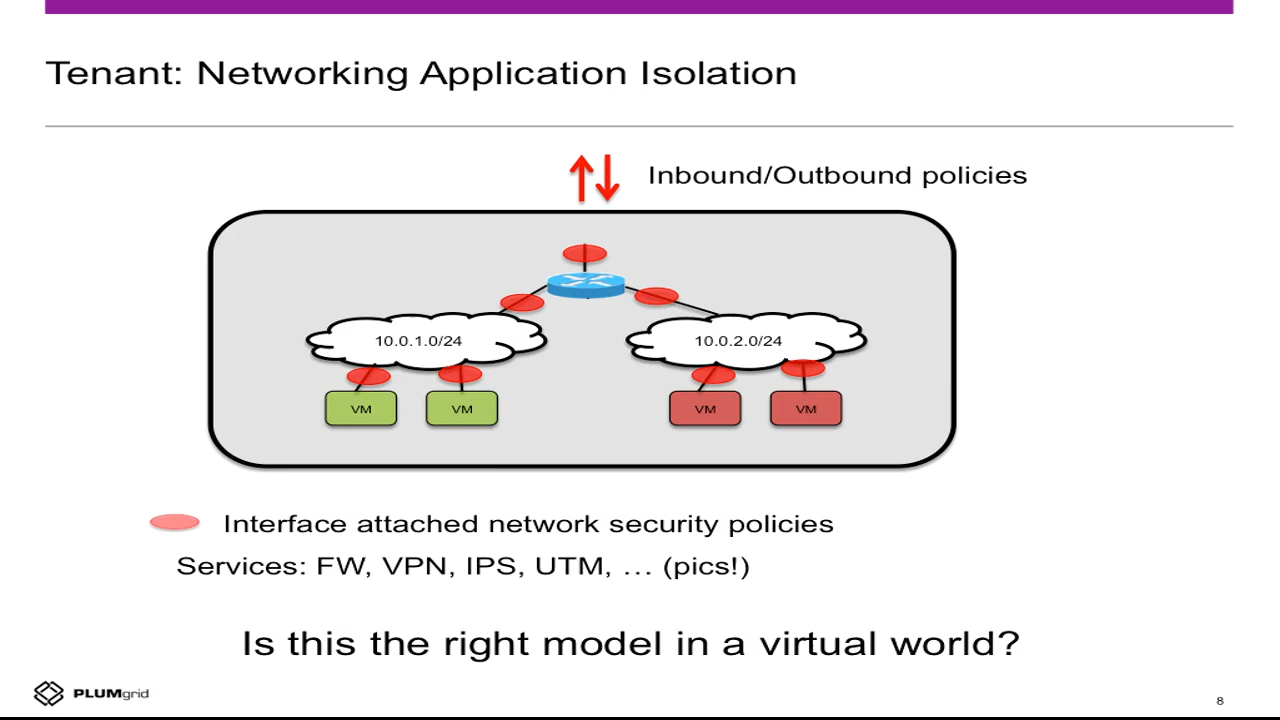 Tenant: Networking Application Isolation
Inbound/Outbound policies
10.0.1.0/24
10.0.2.0/24
VM
VM
VM
VM
Interface attached network security policies
Services: FW, VPN, IPS, UTM, … (pics!)
Is this the right model in a virtual world?
PLUMgrid
8